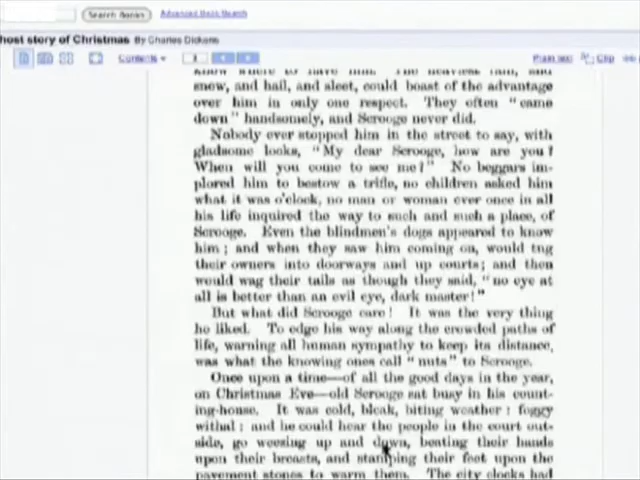 Search Books
Advanced Book Search
host story of Christmas By Charles Dickens
Contents
1
Plain text
Clip
know where to have him. The heaviest rain, and
snow, and hail, and sleet, could boast of the advantage
over him in only one respect. They often "came
down" handsomely, and Scrooge never did.
Nobody ever stopped him in the street to say, with
gladsome looks, "My dear Scrooge, how are you?
When will you come to see me?" No beggars im-
plored him to bestow a trifle, no children asked him
what it was o'clock, no man or woman ever once in all
his life inquired the way to such and such a place, of
Scrooge. Even the blindmen's dogs appeared to know
him; and when they saw him coming on, would tug
their owners into doorways and up courts; and then
would wag their tails as though they said, "no eye at
all is better than an evil eye, dark master!"
But what did Scrooge care! It was the very thing
he liked. To edge his way along the crowded paths of
life, warning all human sympathy to keep its distance,
was what the knowing ones call "nuts" to Scrooge.
Once upon a time—of all the good days in the year,
on Christmas Eve—old Scrooge sat busy in his count-
ing-house. It was cold, bleak, biting weather: foggy
withal: and he could hear the people in the court out-
side, go weezing up and down, beating their hands
upon their breasts, and stamping their feet upon the
pavement stones to warm them. The city clocks had